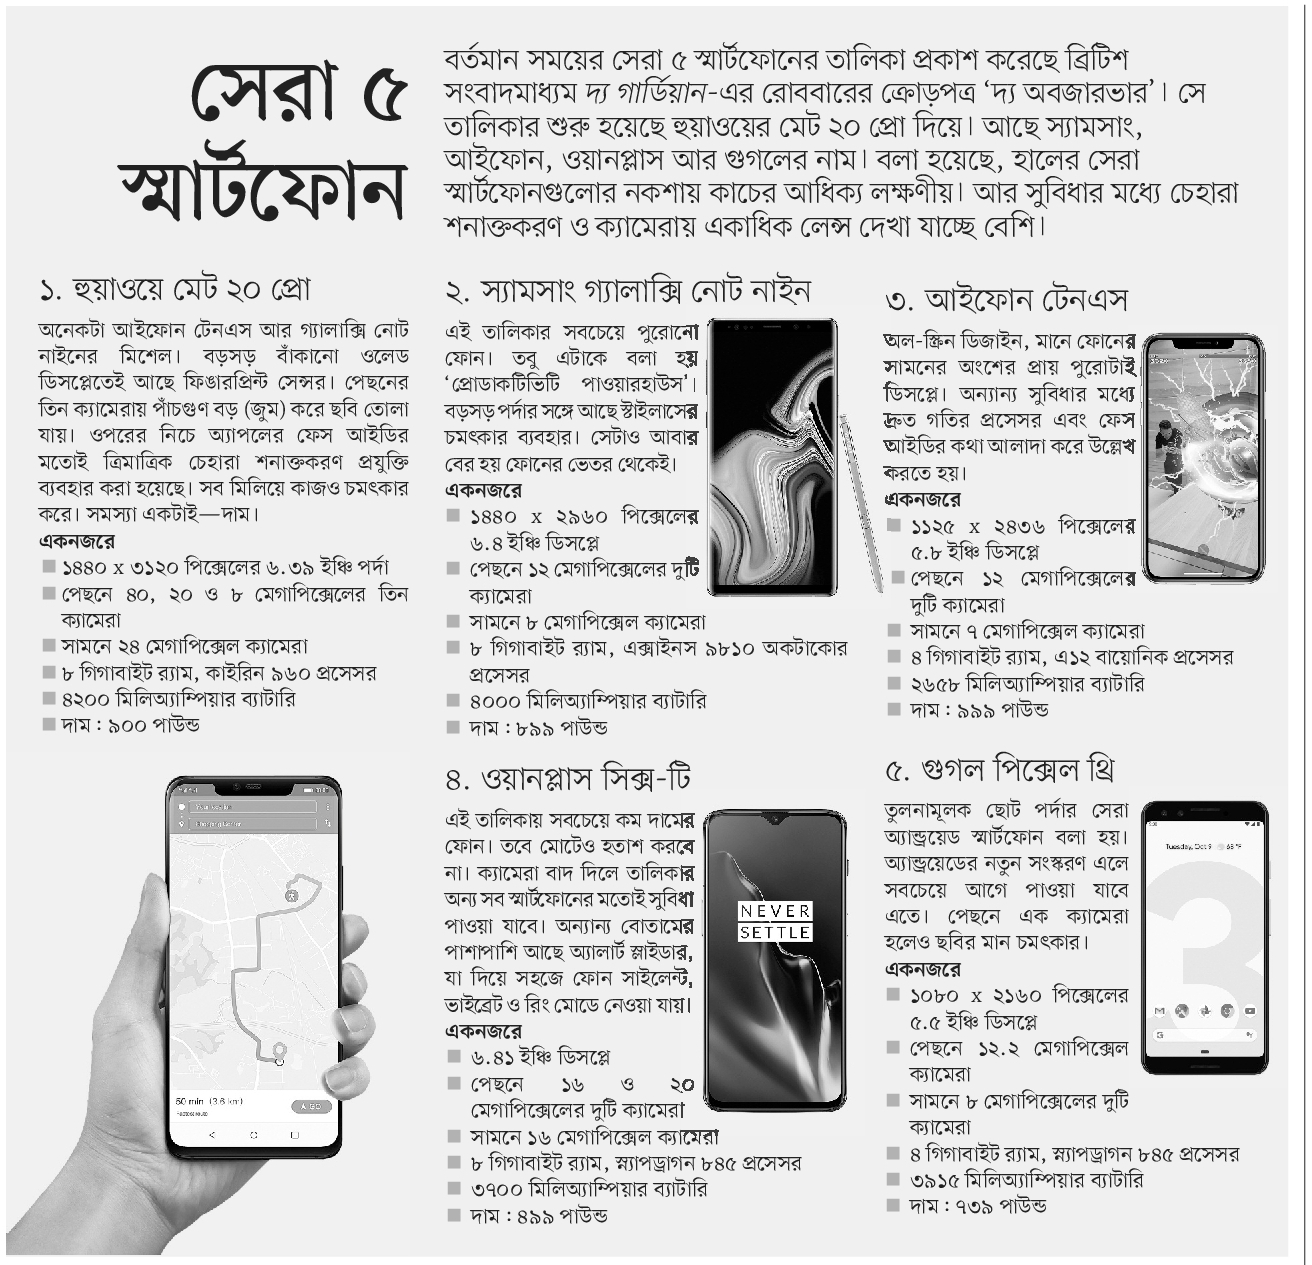 সেরা ৫
স্মার্টফোন
বর্তমান সময়ের সেরা ৫ স্মার্টফোনের তালিকা প্রকাশ করেছে ব্রিটিশ
সংবাদমাধ্যম দ্য গার্ডিয়ান-এর রোববারের ক্রোড়পত্র ‘দ্য অবজারভার’। সে
তালিকার শুরু হয়েছে হুয়াওয়ের মেট ২০ প্রো দিয়ে। আছে স্যামসাং,
আইফোন, ওয়ানপ্লাস আর গুগলের নাম। বলা হয়েছে, হালের সেরা
স্মার্টফোনগুলোর নকশায় কাচের আধিক্য লক্ষণীয়। আর সুবিধার মধ্যে চেহারা
শনাক্তকরণ ও ক্যামেরায় একাধিক লেন্স দেখা যাচ্ছে বেশি।
১. হুয়াওয়ে মেট ২০ প্রো
অনেকটা আইফোন টেনএস আর গ্যালাক্সি নোট
নাইনের মিশেল। বড়সড় বাঁকানো ওলেড
ডিসপ্লেতেই আছে ফিঙারপ্রিন্ট সেন্সর। পেছনের
তিন ক্যামেরায় পাঁচগুণ বড় (জুম) করে ছবি তোলা
যায়। ওপরের নিচে অ্যাপলের ফেস আইডির
মতোই ত্রিমাত্রিক চেহারা শনাক্তকরণ প্রযুক্তি
ব্যবহার করা হয়েছে। সব মিলিয়ে কাজও চমৎকার
করে। সমস্যা একটাই—দাম।
একনজরে
১৪৪০ x ৩১২০ পিক্সেলের ৬.৩৯ ইঞ্চি পর্দা
পেছনে ৪০, ২০ ও ৮ মেগাপিক্সেলের তিন
ক্যামেরা
সামনে ২৪ মেগাপিক্সেল ক্যামেরা
৮ গিগাবাইট র‍্যাম, কাইরিন ৯৬০ প্রসেসর
৪২০০ মিলিঅ্যাম্পিয়ার ব্যাটারি
দাম : ৯০০ পাউন্ড
50 min (3.6 km)
GO
২. স্যামসাং গ্যালাক্সি নোট নাইন
এই তালিকার সবচেয়ে পুরোনো
ফোন। তবু এটাকে বলা হয়
‘প্রোডাকটিভিটি পাওয়ারহাউস’।
বড়সড় পর্দার সঙ্গে আছে স্টাইলাসের
চমৎকার ব্যবহার। সেটাও আবার
বের হয় ফোনের ভেতর থেকেই।
একনজরে
১৪৪০ x ২৯৬০ পিক্সেলের
৬.৪ ইঞ্চি ডিসপ্লে
পেছনে ১২ মেগাপিক্সেলের দুটি
ক্যামেরা
সামনে ৮ মেগাপিক্সেল ক্যামেরা
৮ গিগাবাইট র‍্যাম, এক্সাইনস ৯৮১০ অকটাকোর
প্রসেসর
৪০০০ মিলিঅ্যাম্পিয়ার ব্যাটারি
দাম : ৮৯৯ পাউন্ড
৩. আইফোন টেনএস
অল-স্ক্রিন ডিজাইন, মানে ফোনের
সামনের অংশের প্রায় পুরোটাই
ডিসপ্লে। অন্যান্য সুবিধার মধ্যে
দ্রুত গতির প্রসেসর এবং ফেস
আইডির কথা আলাদা করে উল্লেখ
করতে হয়।
একনজরে
১১২৫ x ২৪৩৬ পিক্সেলের
৫.৮ ইঞ্চি ডিসপ্লে
পেছনে ১২ মেগাপিক্সেলের
দুটি ক্যামেরা
সামনে ৭ মেগাপিক্সেল ক্যামেরা
৪ গিগাবাইট র‍্যাম, এ১২ বায়োনিক প্রসেসর
২৬৫৮ মিলিঅ্যাম্পিয়ার ব্যাটারি
দাম : ৯৯৯ পাউন্ড
৪. ওয়ানপ্লাস সিক্স-টি
এই তালিকায় সবচেয়ে কম দামের
ফোন। তবে মোটেও হতাশ করবে
না। ক্যামেরা বাদ দিলে তালিকার
অন্য সব স্মার্টফোনের মতোই সুবিধা
পাওয়া যাবে। অন্যান্য বোতামের
পাশাপাশি আছে অ্যালার্ট স্লাইডার,
যা দিয়ে সহজে ফোন সাইলেন্ট,
ভাইব্রেট ও রিং মোডে নেওয়া যায়।
একনজরে
৬.৪১ ইঞ্চি ডিসপ্লে
পেছনে ১৬ ও ২০
মেগাপিক্সেলের দুটি ক্যামেরা
সামনে ১৬ মেগাপিক্সেল ক্যামেরা
৮ গিগাবাইট র‍্যাম, স্ন্যাপড্রাগন ৮৪৫ প্রসেসর
৩৭০০ মিলিঅ্যাম্পিয়ার ব্যাটারি
দাম : ৪৯৯ পাউন্ড
NEVER
SETTLE
৫. গুগল পিক্সেল থ্রি
তুলনামূলক ছোট পর্দার সেরা
অ্যান্ড্রয়েড স্মার্টফোন বলা হয়।
অ্যান্ড্রয়েডের নতুন সংস্করণ এলে
সবচেয়ে আগে পাওয়া যাবে
এতে। পেছনে এক ক্যামেরা
হলেও ছবির মান চমৎকার।
একনজরে
১০৮০ x ২১৬০ পিক্সেলের
৫.৫ ইঞ্চি ডিসপ্লে
পেছনে ১২.২ মেগাপিক্সেল
ক্যামেরা
সামনে ৮ মেগাপিক্সেলের দুটি
ক্যামেরা
৪ গিগাবাইট র‍্যাম, স্ন্যাপড্রাগন ৮৪৫ প্রসেসর
৩৯১৫ মিলিঅ্যাম্পিয়ার ব্যাটারি
দাম : ৭৩৯ পাউন্ড
Tuesday, Oct 9 68 °F